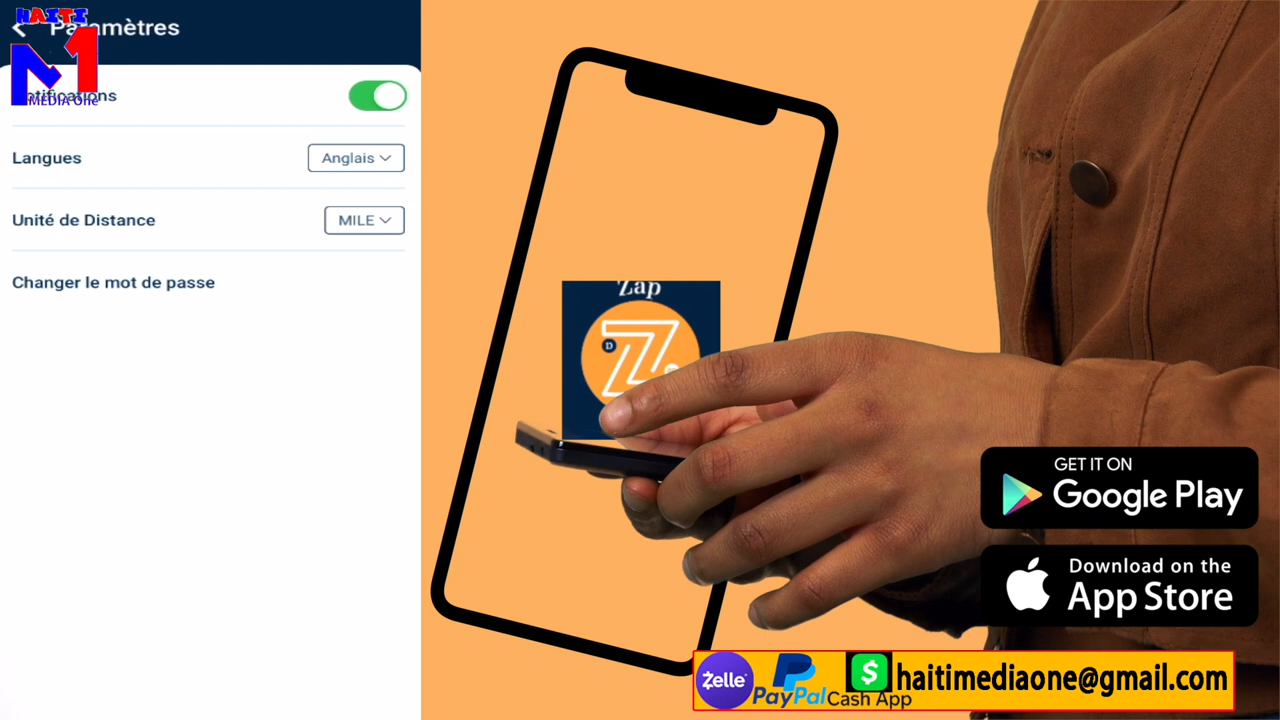 HAITI
Paramètres
M1
MEDIA One
Notifications
Langues
Anglais
Unité de Distance
MILE
Changer le mot de passe
Zap
Z
D
GET IT ON
Google Play
Download on the
App Store
Zelle
PayPal
$
Cash App
haitimediaone@gmail.com